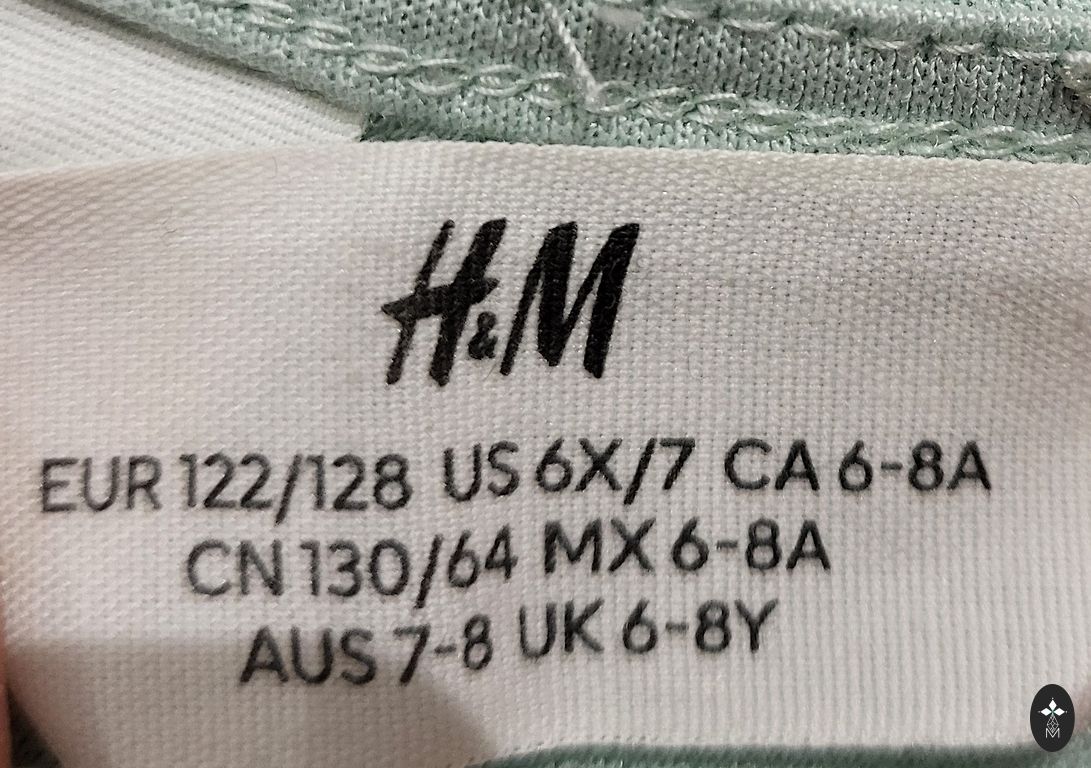 H&M
EUR 122/128 US 6X/7 CA 6-8A
CN 130/64 MX 6-8A
AUS 7-8 UK 6-8Y
M